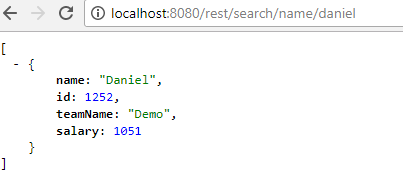 localhost:8080/rest/search/name/daniel
[
- {
name: "Daniel",
id: 1252,
teamName: "Demo",
salary: 1051
}
]